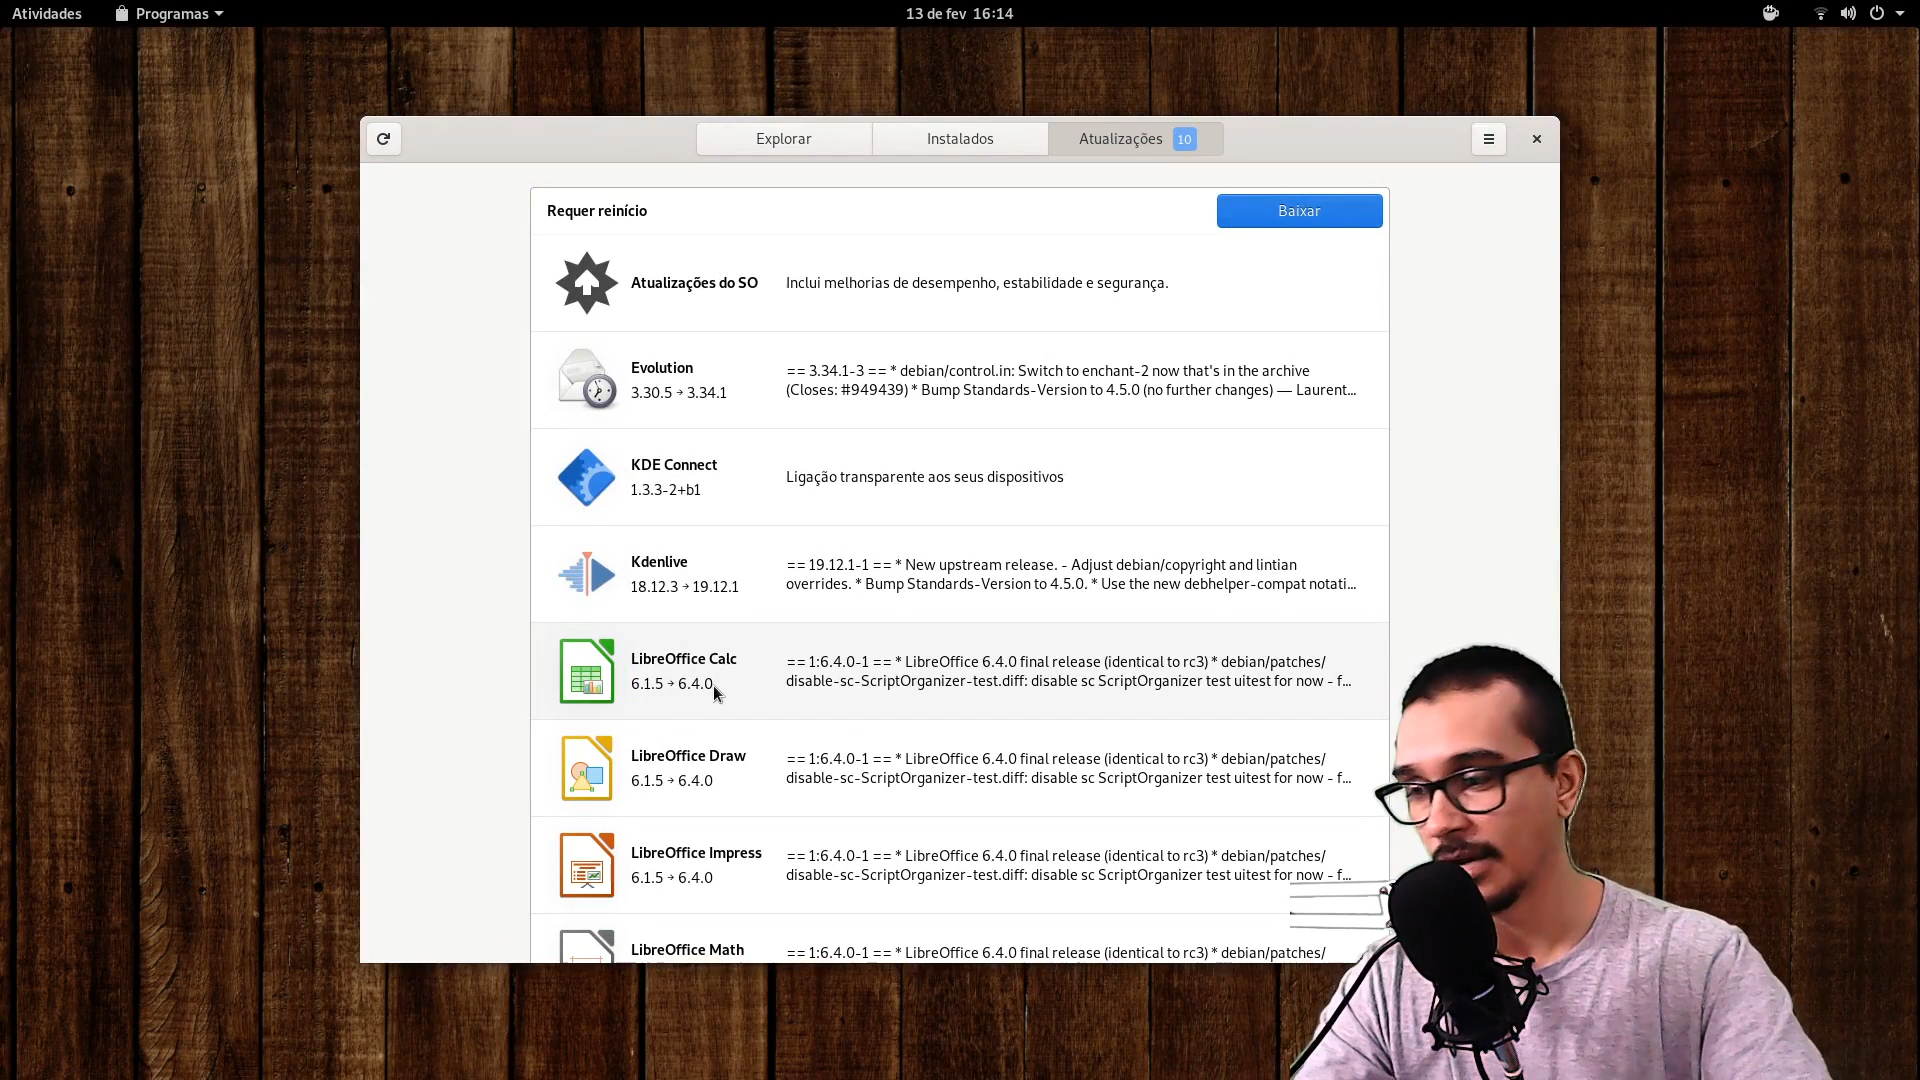 Atividades
Programas
13 de fev 16:14
Explorar
Instalados
Atualizações 10
Requer reinício
Baixar
Atualizações do SO
Inclui melhorias de desempenho, estabilidade e segurança.
Evolution
3.30.5 → 3.34.1
== 3.34.1-3 == * debian/control.in: Switch to enchant-2 now that's in the archive
(Closes: #949439) * Bump Standards-Version to 4.5.0 (no further changes) — Laurent…
KDE Connect
1.3.3-2+b1
Ligação transparente aos seus dispositivos
Kdenlive
18.12.3 → 19.12.1
== 19.12.1-1 == * New upstream release. - Adjust debian/copyright and lintian
overrides. * Bump Standards-Version to 4.5.0. * Use the new debhelper-compat notati…
LibreOffice Calc
6.1.5 → 6.4.0
== 1:6.4.0-1 == * LibreOffice 6.4.0 final release (identical to rc3) * debian/patches/
disable-sc-ScriptOrganizer-test.diff: disable sc ScriptOrganizer test uitest for now - f…
LibreOffice Draw
6.1.5 → 6.4.0
== 1:6.4.0-1 == * LibreOffice 6.4.0 final release (identical to rc3) * debian/patches/
disable-sc-ScriptOrganizer-test.diff: disable sc ScriptOrganizer test uitest for now - f…
LibreOffice Impress
6.1.5 → 6.4.0
== 1:6.4.0-1 == * LibreOffice 6.4.0 final release (identical to rc3) * debian/patches/
disable-sc-ScriptOrganizer-test.diff: disable sc ScriptOrganizer test uitest for now - f…
LibreOffice Math
== 1:6.4.0-1 == * LibreOffice 6.4.0 final release (identical to rc3) * debian/patches/